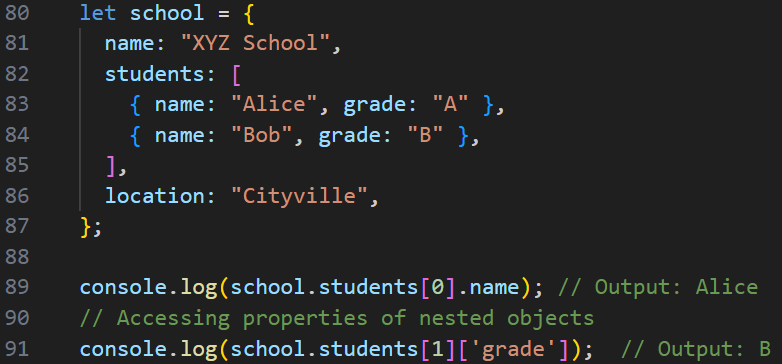 80 let school = {
81 name: "XYZ School",
82 students: [
83 { name: "Alice", grade: "A" },
84 { name: "Bob", grade: "B" },
85 ],
86 location: "Cityville",
87 };
88
89 console.log(school.students[0].name); // Output: Alice
90 // Accessing properties of nested objects
91 console.log(school.students[1]['grade']);  // Output: B